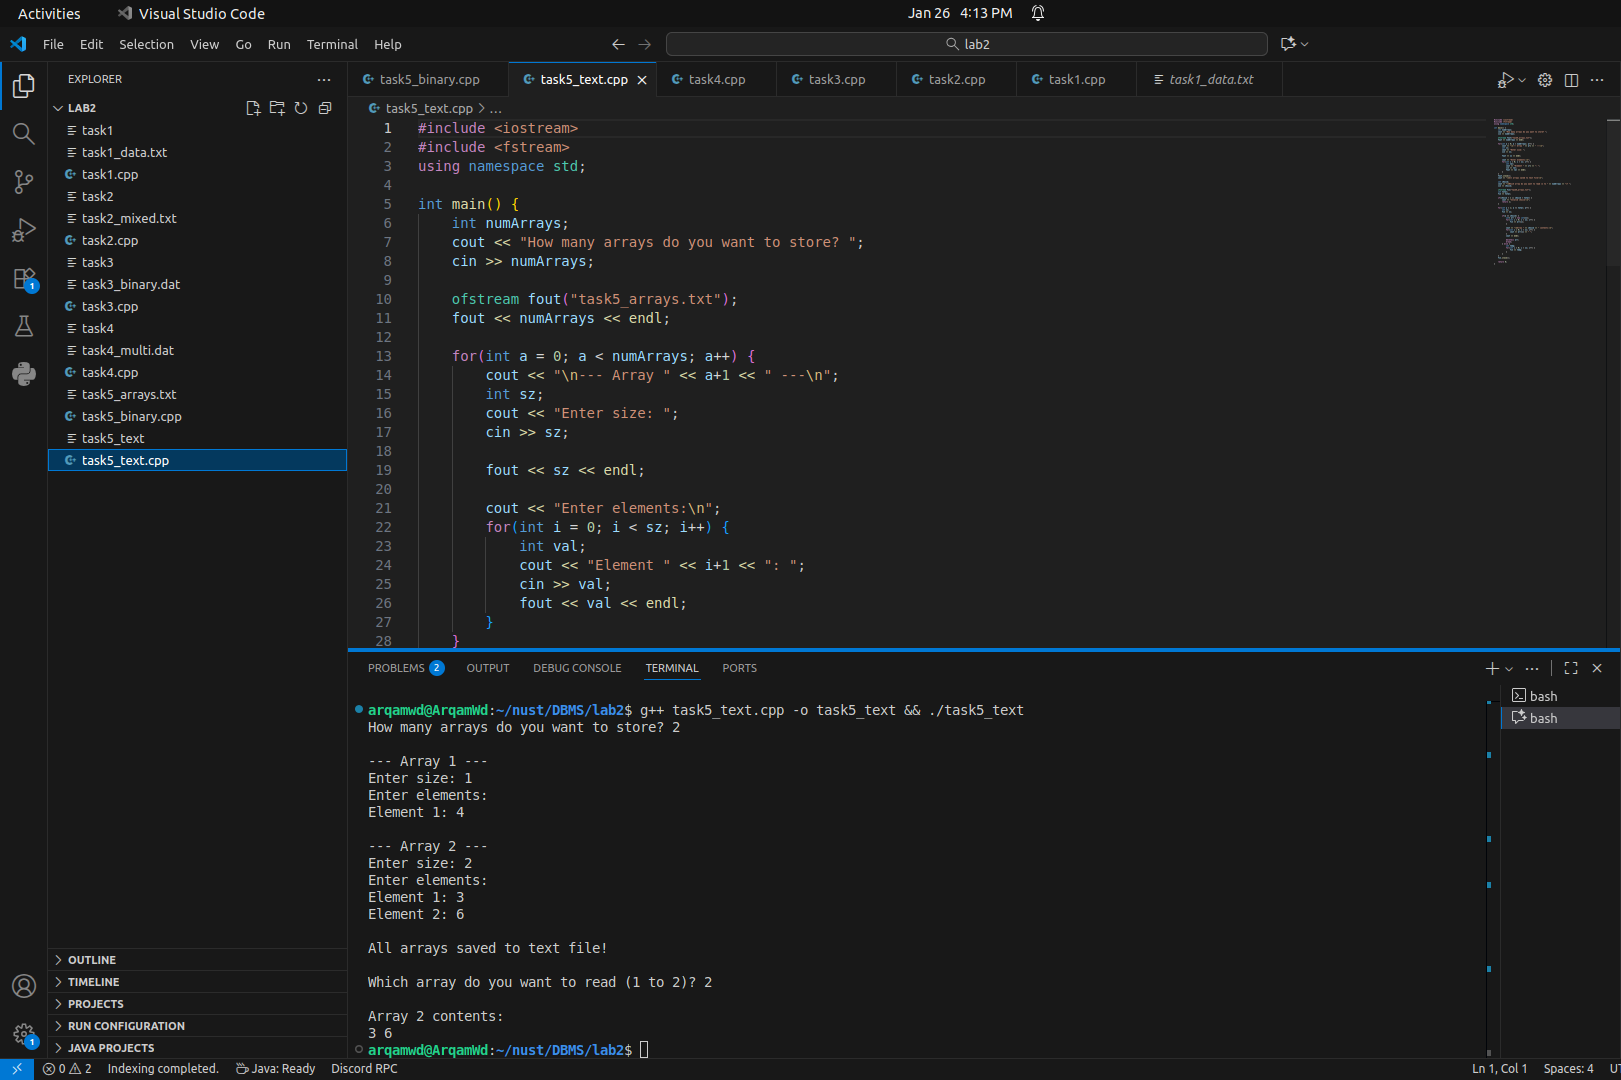 Activities
Visual Studio Code
Jan 26 4:13 PM
File Edit Selection View Go Run Terminal Help
lab2
EXPLORER
LAB2
task1
task1_data.txt
task1.cpp
task2
task2_mixed.txt
task2.cpp
task3
task3_binary.dat
task3.cpp
task4
task4_multi.dat
task4.cpp
task5_arrays.txt
task5_binary.cpp
task5_text
task5_text.cpp
OUTLINE
TIMELINE
PROJECTS
RUN CONFIGURATION
JAVA PROJECTS
1
1
task5_binary.cpp task5_text.cpp task4.cpp task3.cpp task2.cpp task1.cpp task1_data.txt
task5_text.cpp > ...
1 #include <iostream>
2 #include <fstream>
3 using namespace std;
4
5 int main() {
6 int numArrays;
7 cout << "How many arrays do you want to store? ";
8 cin >> numArrays;
9
10 ofstream fout("task5_arrays.txt");
11 fout << numArrays << endl;
12
13 for(int a = 0; a < numArrays; a++) {
14 cout << "\n--- Array " << a+1 << " ---\n";
15 int sz;
16 cout << "Enter size: ";
17 cin >> sz;
18
19 fout << sz << endl;
20
21 cout << "Enter elements:\n";
22 for(int i = 0; i < sz; i++) {
23 int val;
24 cout << "Element " << i+1 << ": ";
25 cin >> val;
26 fout << val << endl;
27 }
28 }
PROBLEMS 2 OUTPUT DEBUG CONSOLE TERMINAL PORTS
bash
bash
arqamwd@ArqamWd:~/nust/DBMS/lab2$ g++ task5_text.cpp -o task5_text && ./task5_text
How many arrays do you want to store? 2
--- Array 1 ---
Enter size: 1
Enter elements:
Element 1: 4
--- Array 2 ---
Enter size: 2
Enter elements:
Element 1: 3
Element 2: 6
All arrays saved to text file!
Which array do you want to read (1 to 2)? 2
Array 2 contents:
3 6
arqamwd@ArqamWd:~/nust/DBMS/lab2$
0 2 Indexing completed. Java: Ready Discord RPC
Ln 1, Col 1 Spaces: 4